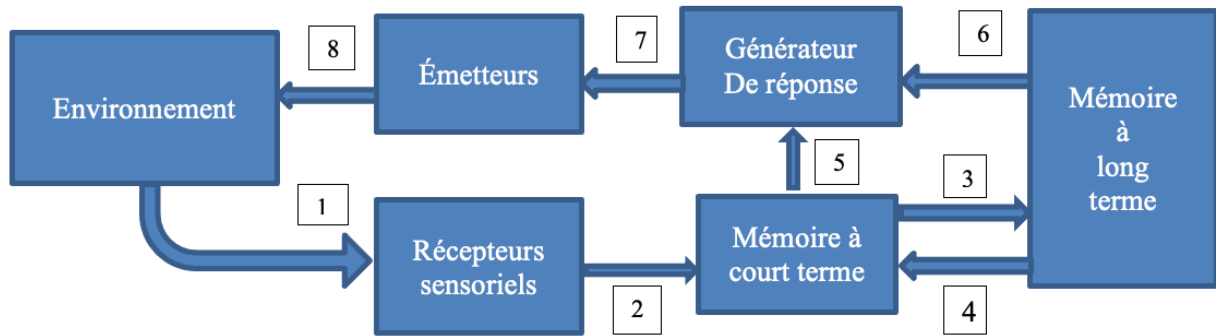 Environnement
8
Émetteurs
7
Générateur
De réponse
6
Mémoire
à
long
terme
1
Récepteurs
sensoriels
2
Mémoire à
court terme
5
3
4